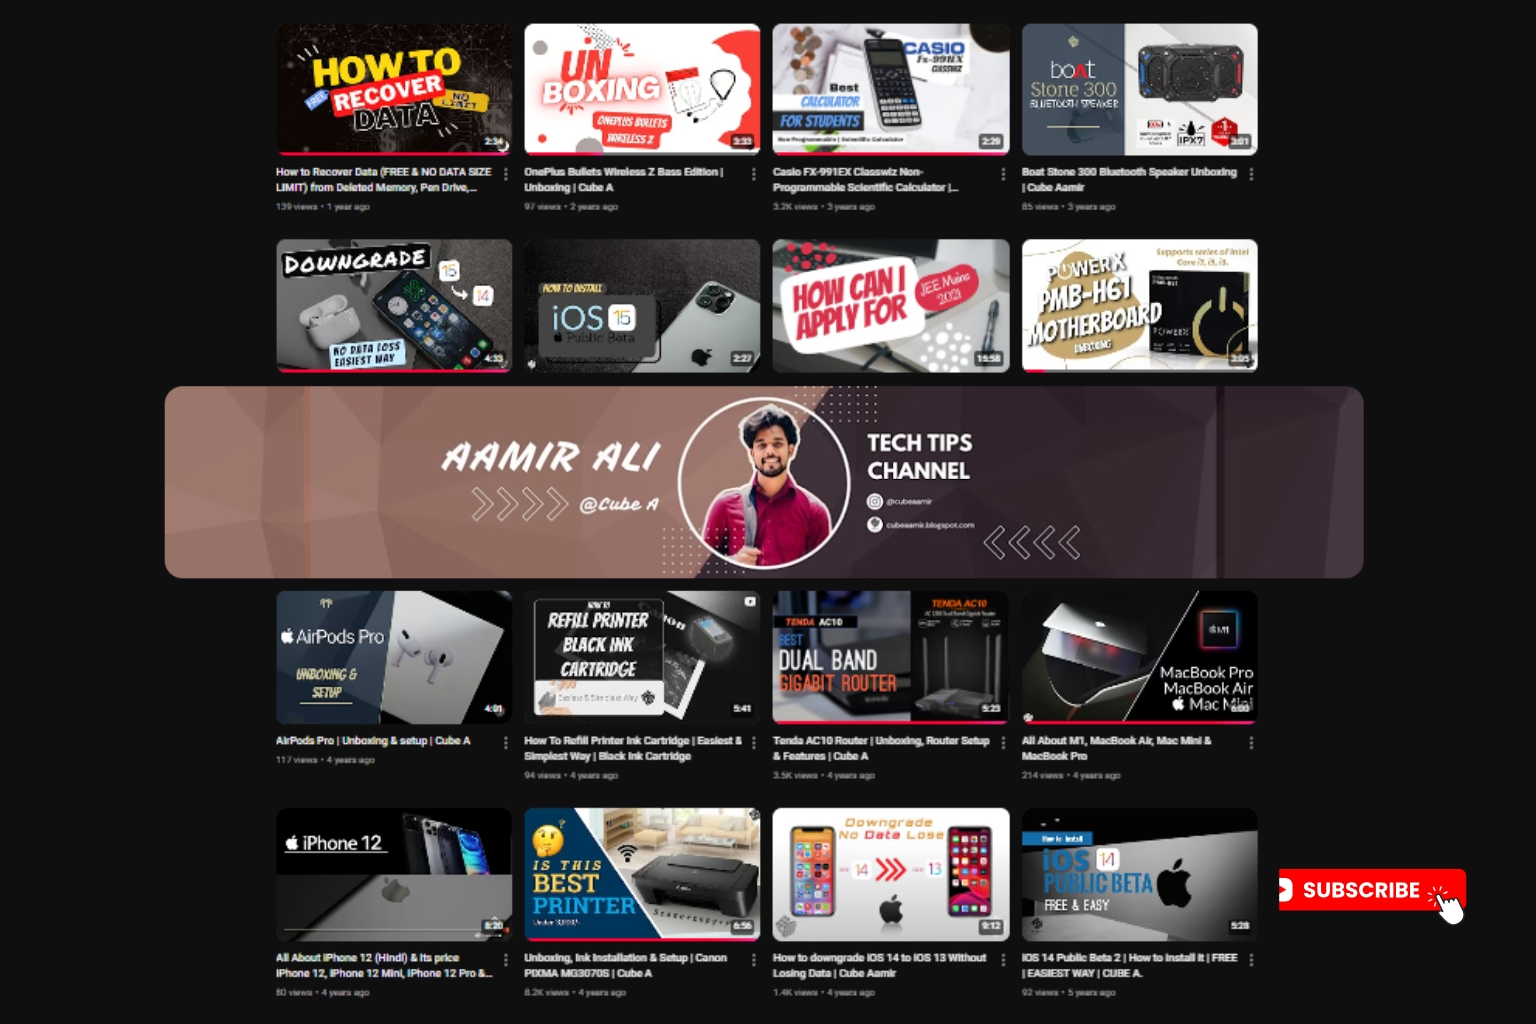 HOW TO
FREE
RECOVER
NO
LIMIT
DATA
2:34
How to Recover Data (FREE & NO DATA SIZE
LIMIT) from Deleted Memory, Pen Drive,...
139 views • 1 year ago
UN
BOXING
ONEPLUS BULLETS
WIRELESS Z
3:33
OnePlus Bullets Wireless Z Bass Edition |
Unboxing | Cube A
97 views • 2 years ago
CASIO
Fx-991EX
CLASSWIZ
Best
CALCULATOR
FOR STUDENTS
Non-Programmable | Scientific Calculator
2:29
Casio FX-991EX Classwiz Non-
Programmable Scientific Calculator |...
3.2K views • 3 years ago
boAt
Stone 300
BLUETOOTH SPEAKER
IPX7
3:01
Boat Stone 300 Bluetooth Speaker Unboxing
| Cube Aamir
85 views • 3 years ago
DOWNGRADE
15
14
NO DATA LOSS
EASIEST WAY
4:33
HOW TO INSTALL
iOS 15
Public Beta
2:27
HOW CAN I
APPLY FOR
JEE Mains
2021
15:58
Supports series of Intel
Core i7, i5, i3.
POWERX
PMB-H61
MOTHERBOARD
UNBOXING
POWERX
3:05
AAMIR ALI
@Cube A
TECH TIPS
CHANNEL
@cubeaamir
cubeaamir.blogspot.com
AirPods Pro
UNBOXING &
SETUP
4:01
AirPods Pro | Unboxing & setup | Cube A
117 views • 4 years ago
HOW TO
REFILL PRINTER
BLACK INK
CARTRIDGE
Easiest & Simplest Way
5:41
How To Refill Printer Ink Cartridge | Easiest &
Simplest Way | Black Ink Cartridge
94 views • 4 years ago
TENDA AC10
BEST
DUAL BAND
GIGABIT ROUTER
TENDA AC10
5:23
Tenda AC10 Router | Unboxing, Router Setup
& Features | Cube A
3.5K views • 4 years ago
M1
MacBook Pro
MacBook Air
Mac Mini
6:00
All About M1, MacBook Air, Mac Mini &
MacBook Pro
214 views • 4 years ago
iPhone 12
8:20
All About iPhone 12 (Hindi) & its price
iPhone 12, iPhone 12 Mini, iPhone 12 Pro &...
80 views • 4 years ago
IS THIS
BEST
PRINTER
6:56
Unboxing, Ink Installation & Setup | Canon
PIXMA MG3070S | Cube A
8.2K views • 4 years ago
Downgrade
No Data Lose
14
13
9:12
How to downgrade iOS 14 to iOS 13 Without
Losing Data | Cube Aamir
1.4K views • 4 years ago
How to Install
iOS 14
PUBLIC BETA
FREE & EASY
5:28
iOS 14 Public Beta 2 | How to Install It | FREE
| EASIEST WAY | CUBE A.
92 views • 5 years ago
SUBSCRIBE